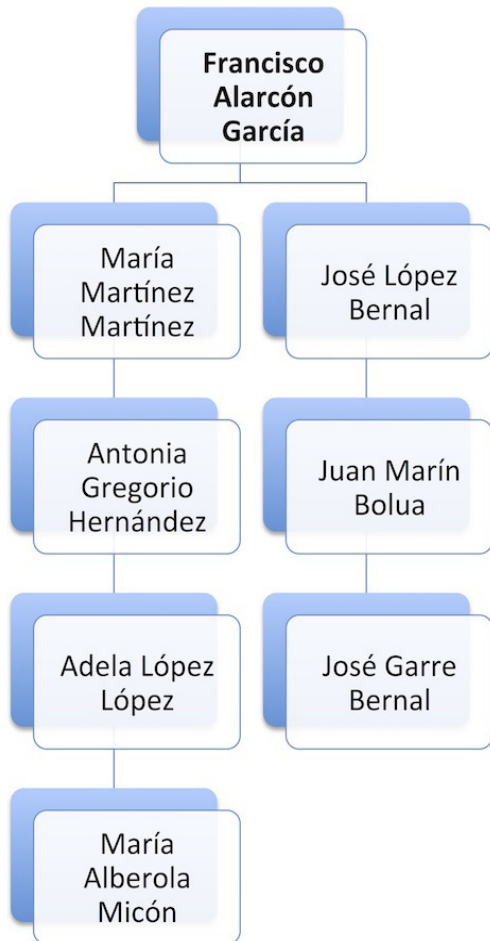 Francisco
Alarcón
García
María
Martínez
Martínez
José López
Bernal
Antonia
Gregorio
Hernández
Juan Marín
Bolua
Adela López
López
José Garre
Bernal
María
Alberola
Micón